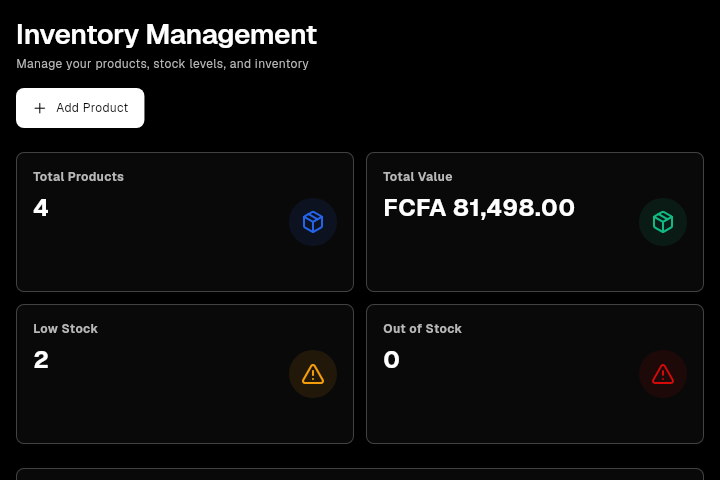 Inventory Management
Manage your products, stock levels, and inventory
Add Product
Total Products
4
Total Value
FCFA 81,498.00
Low Stock
2
Out of Stock
0